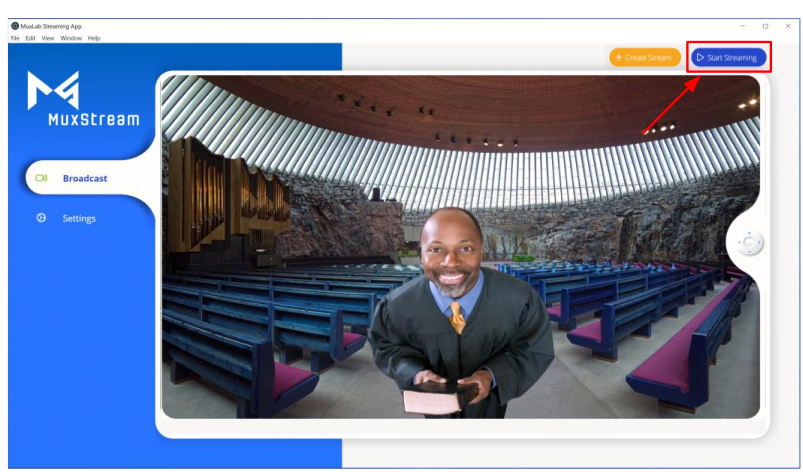 MuxLab Streaming App
File Edit View Window Help
+ Create Stream
Start Streaming
MuxStream
Broadcast
Settings